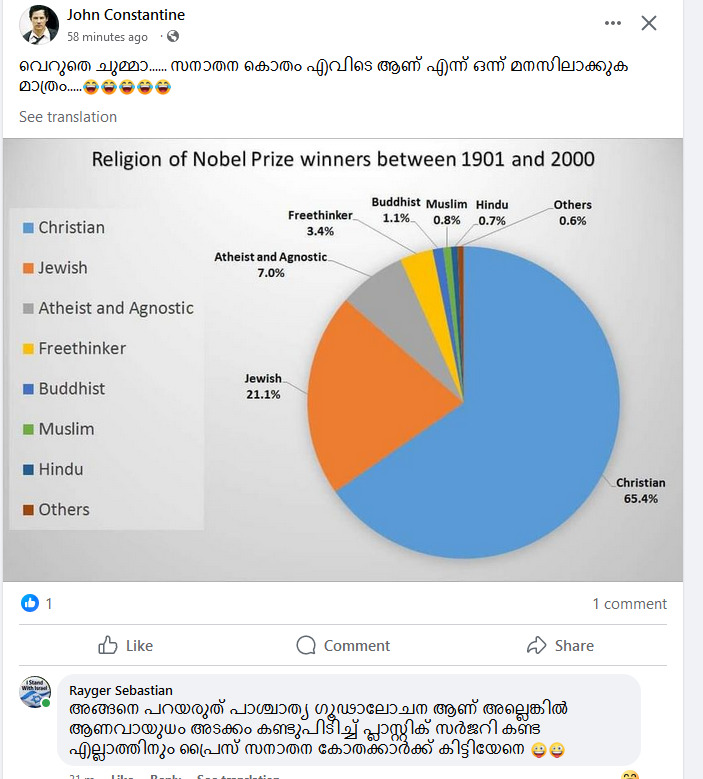 John Constantine
58 minutes ago
വെറുതെ ചുമ്മാ...... സനാതന കൊതം എവിടെ ആണ് എന്ന് ഒന്ന് മനസിലാക്കുക
മാത്രം.....😂😂😂😂😂
See translation
Religion of Nobel Prize winners between 1901 and 2000
Christian
Jewish
Atheist and Agnostic
Freethinker
Buddhist
Muslim
Hindu
Others
Freethinker
3.4%
Buddhist
1.1%
Muslim
0.8%
Hindu
0.7%
Others
0.6%
Atheist and Agnostic
7.0%
Jewish
21.1%
Christian
65.4%
1
1 comment
Like
Comment
Share
I Stand
With Israel
Rayger Sebastian
അങ്ങനെ പറയരുത് പാശ്ചാത്യ ഗൂഢാലോചന ആണ് അല്ലെങ്കിൽ
ആണവായുധം അടക്കം കണ്ടുപിടിച്ച് പ്ലാസ്റ്റിക് സർജറി കണ്ട
എല്ലാത്തിനും പ്രൈസ് സനാതന കോതക്കാർക്ക് കിട്ടിയേനെ 😀😀
31 m Like Reply See translation